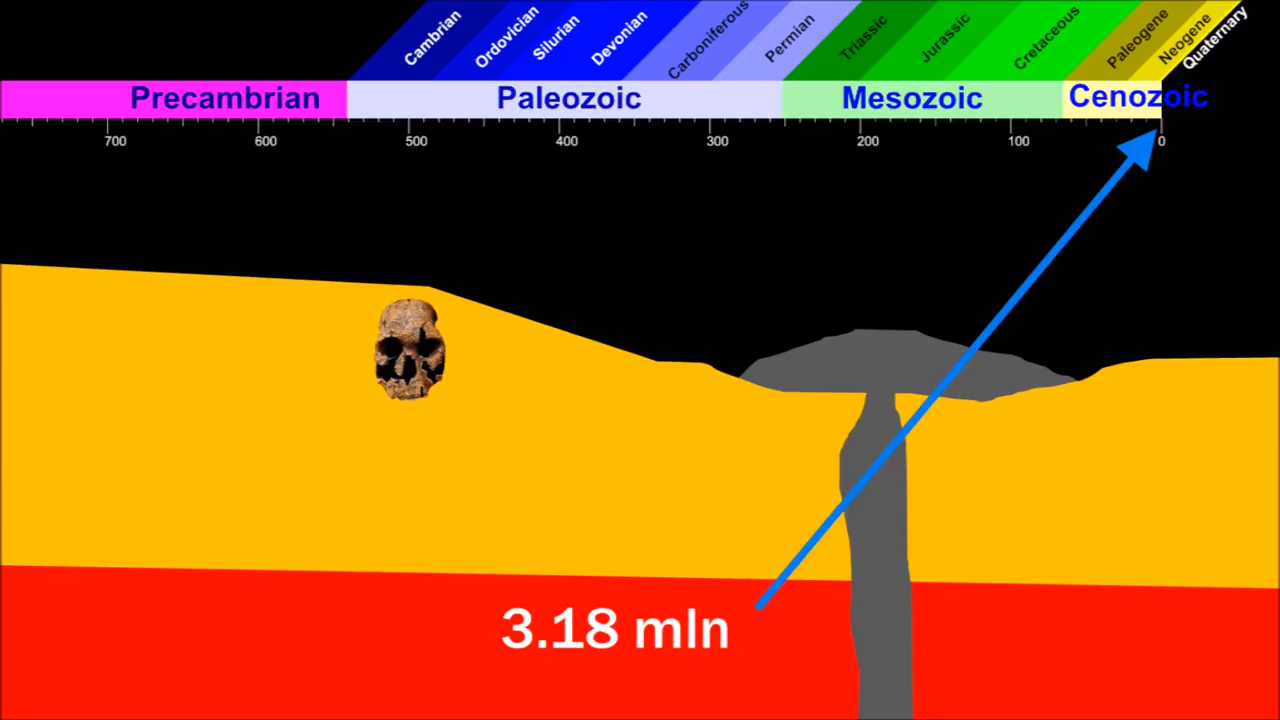 Cambrian
Ordovician
Silurian
Devonian
Carboniferous
Permian
Triassic
Jurassic
Cretaceous
Paleogene
Neogene
Quaternary
Precambrian Paleozoic Mesozoic Cenozoic
700 600 500 400 300 200 100 0
3.18 mln